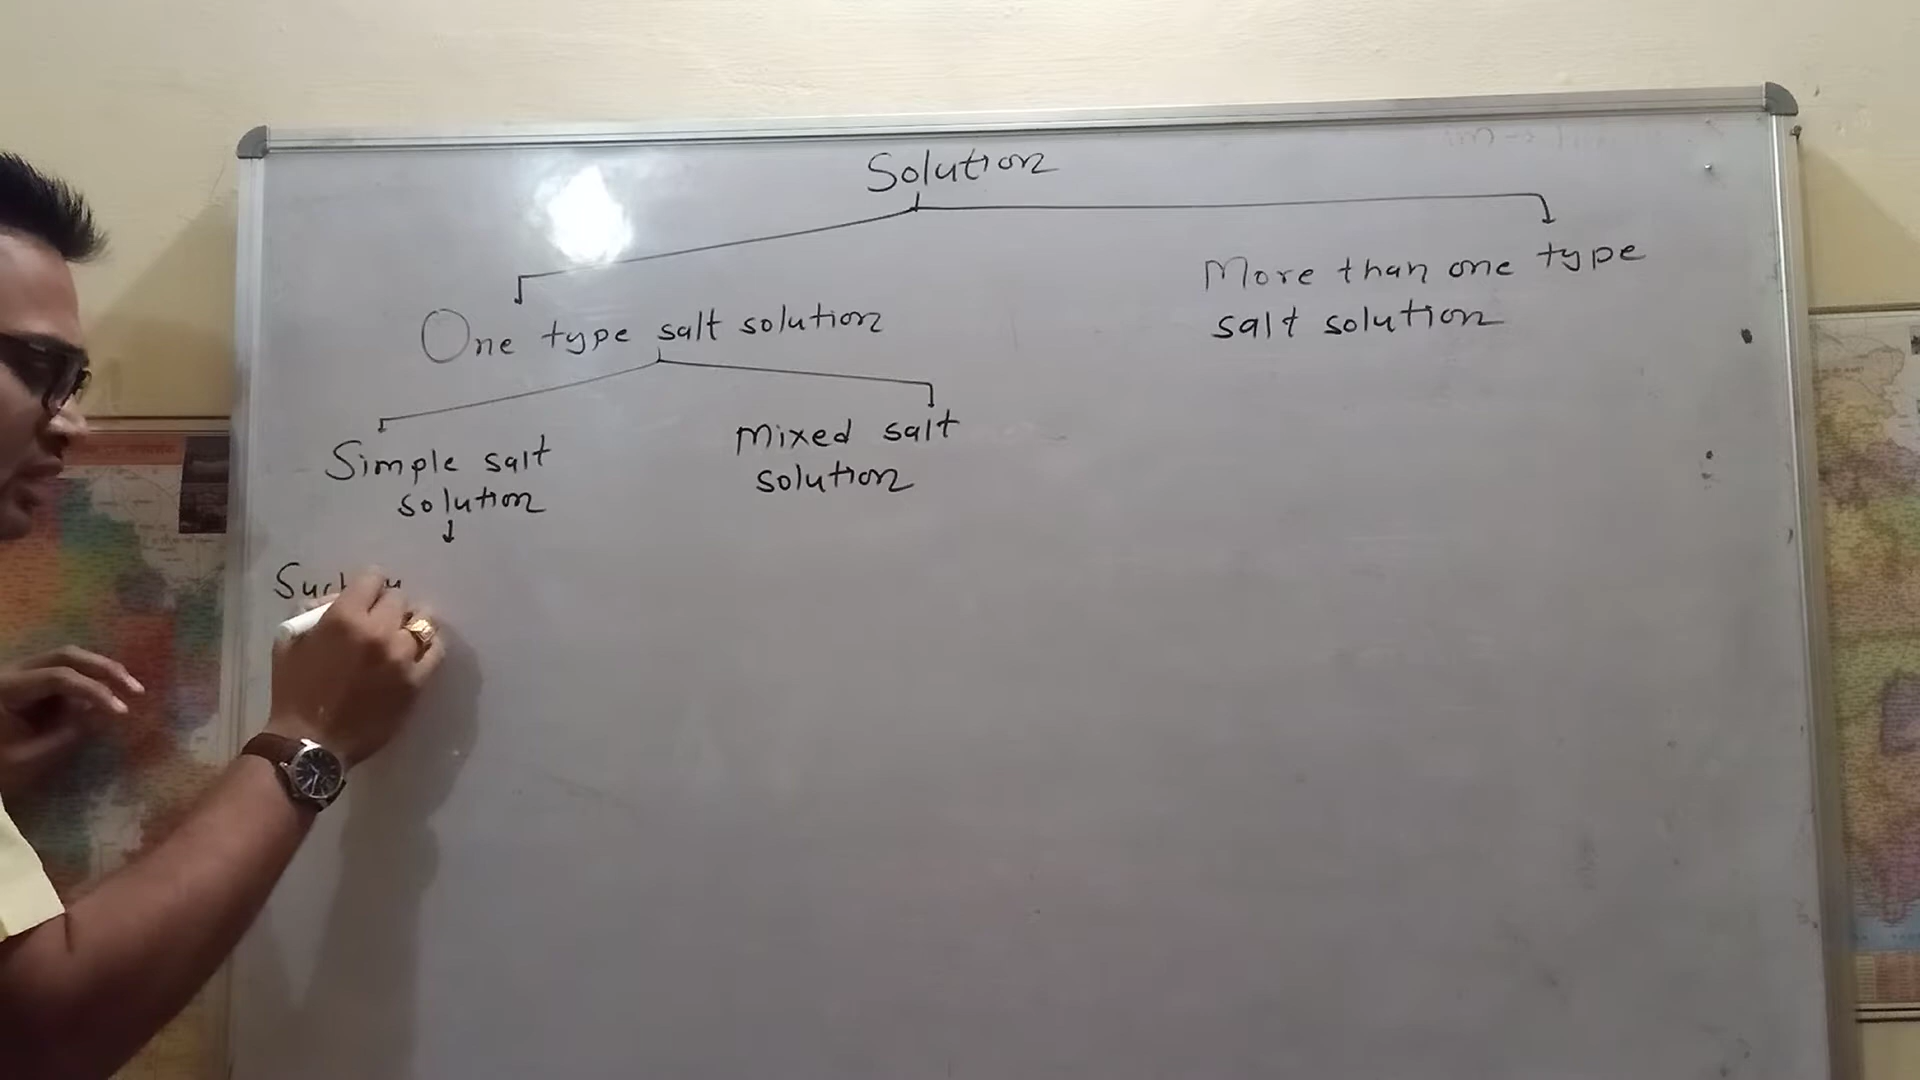 Solution
One type salt solution
More than one type
salt solution
Simple salt
solution
Mixed salt
solution